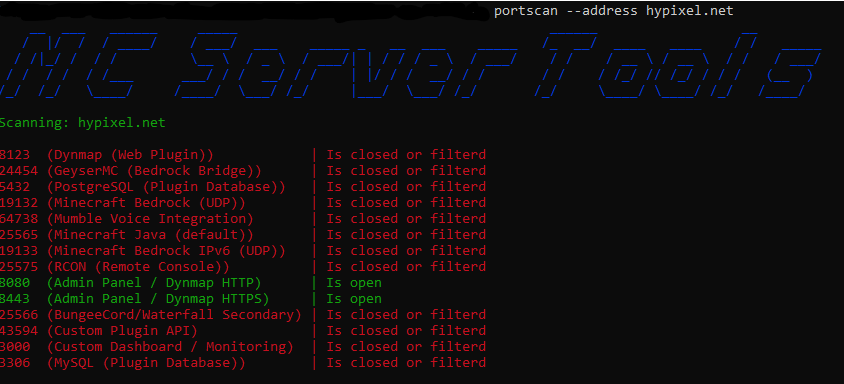 portscan --address hypixel.net
MC Server Tools
Scanning: hypixel.net
8123 (Dynmap (Web Plugin)) | Is closed or filterd
24454 (GeyserMC (Bedrock Bridge)) | Is closed or filterd
5432 (PostgreSQL (Plugin Database)) | Is closed or filterd
19132 (Minecraft Bedrock (UDP)) | Is closed or filterd
64738 (Mumble Voice Integration) | Is closed or filterd
25565 (Minecraft Java (default)) | Is closed or filterd
19133 (Minecraft Bedrock IPv6 (UDP)) | Is closed or filterd
25575 (RCON (Remote Console)) | Is closed or filterd
8080 (Admin Panel / Dynmap HTTP) | Is open
8443 (Admin Panel / Dynmap HTTPS) | Is open
25566 (BungeeCord/Waterfall Secondary) | Is closed or filterd
43594 (Custom Plugin API) | Is closed or filterd
3000 (Custom Dashboard / Monitoring) | Is closed or filterd
3306 (MySQL (Plugin Database)) | Is closed or filterd